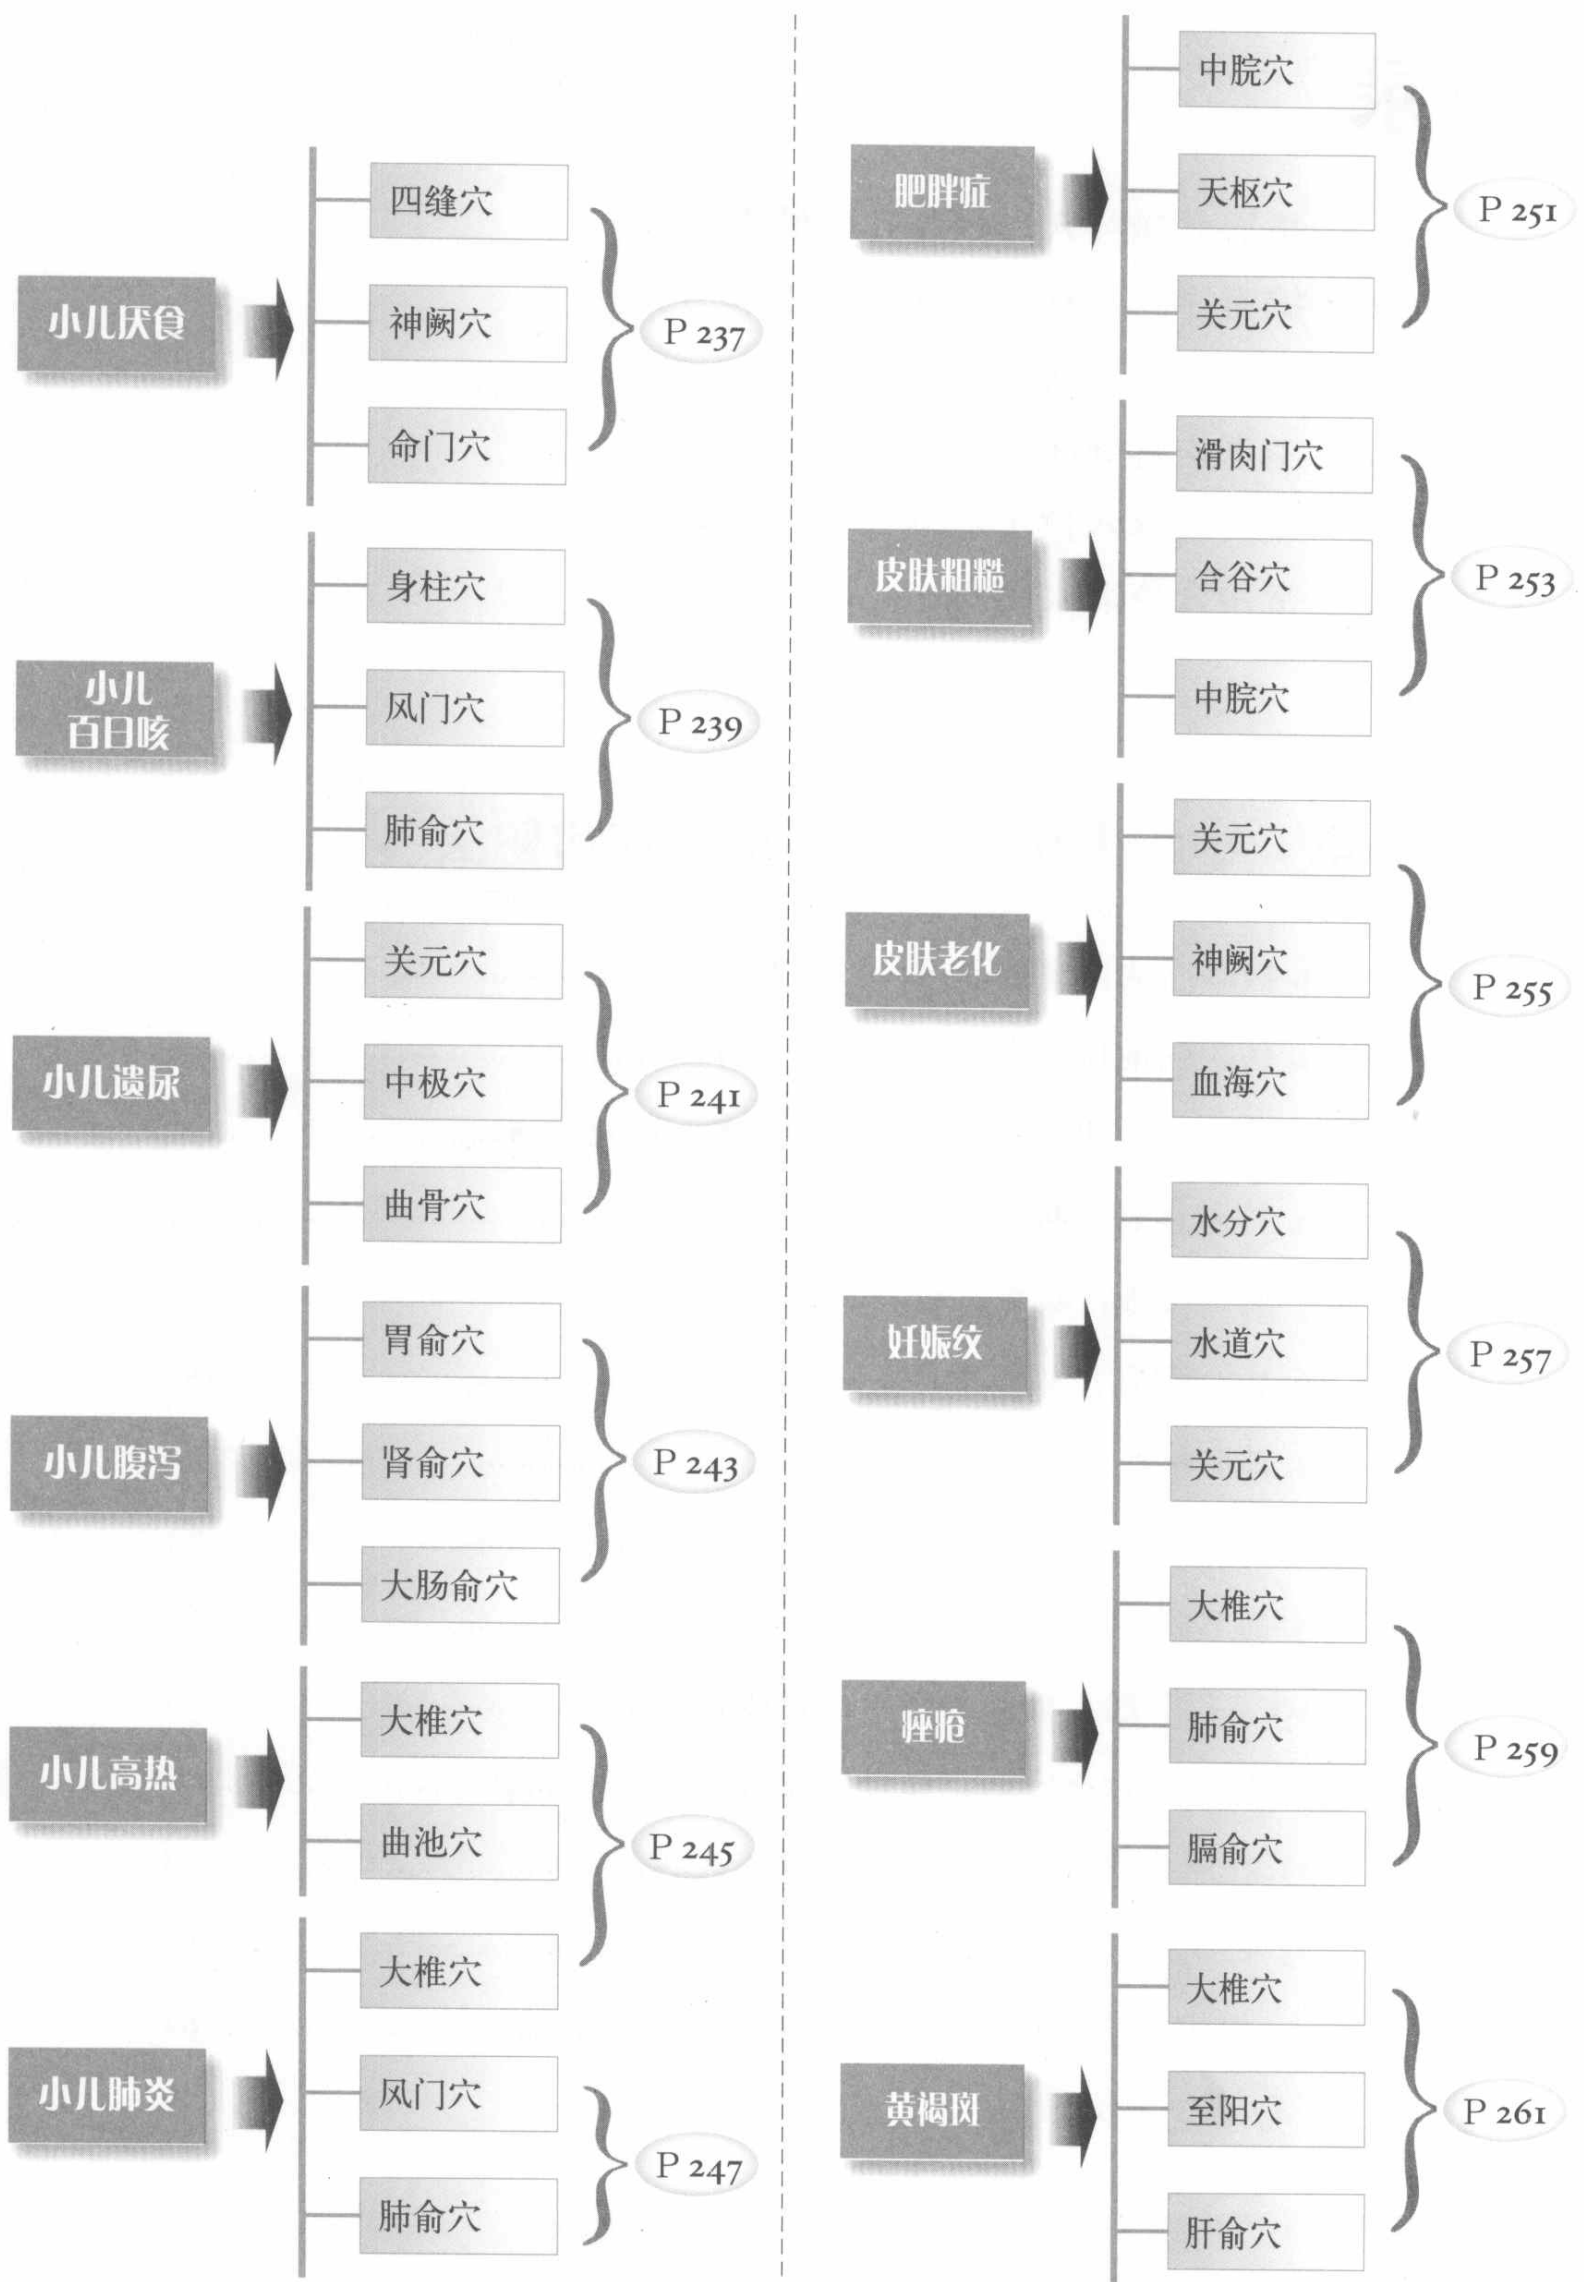 小儿厌食
四缝穴
神阙穴
命门穴
P 237
小儿
百日咳
身柱穴
风门穴
肺俞穴
P 239
小儿遗尿
关元穴
中极穴
曲骨穴
P 241
小儿腹泻
胃俞穴
肾俞穴
大肠俞穴
P 243
小儿高热
大椎穴
曲池穴
P 245
小儿肺炎
大椎穴
风门穴
肺俞穴
P 247
肥胖症
中脘穴
天枢穴
关元穴
P 251
皮肤粗糙
滑肉门穴
合谷穴
中脘穴
P 253
皮肤老化
关元穴
神阙穴
血海穴
P 255
妊娠纹
水分穴
水道穴
关元穴
P 257
痤疮
大椎穴
肺俞穴
膈俞穴
P 259
黄褐斑
大椎穴
至阳穴
肝俞穴
P 261